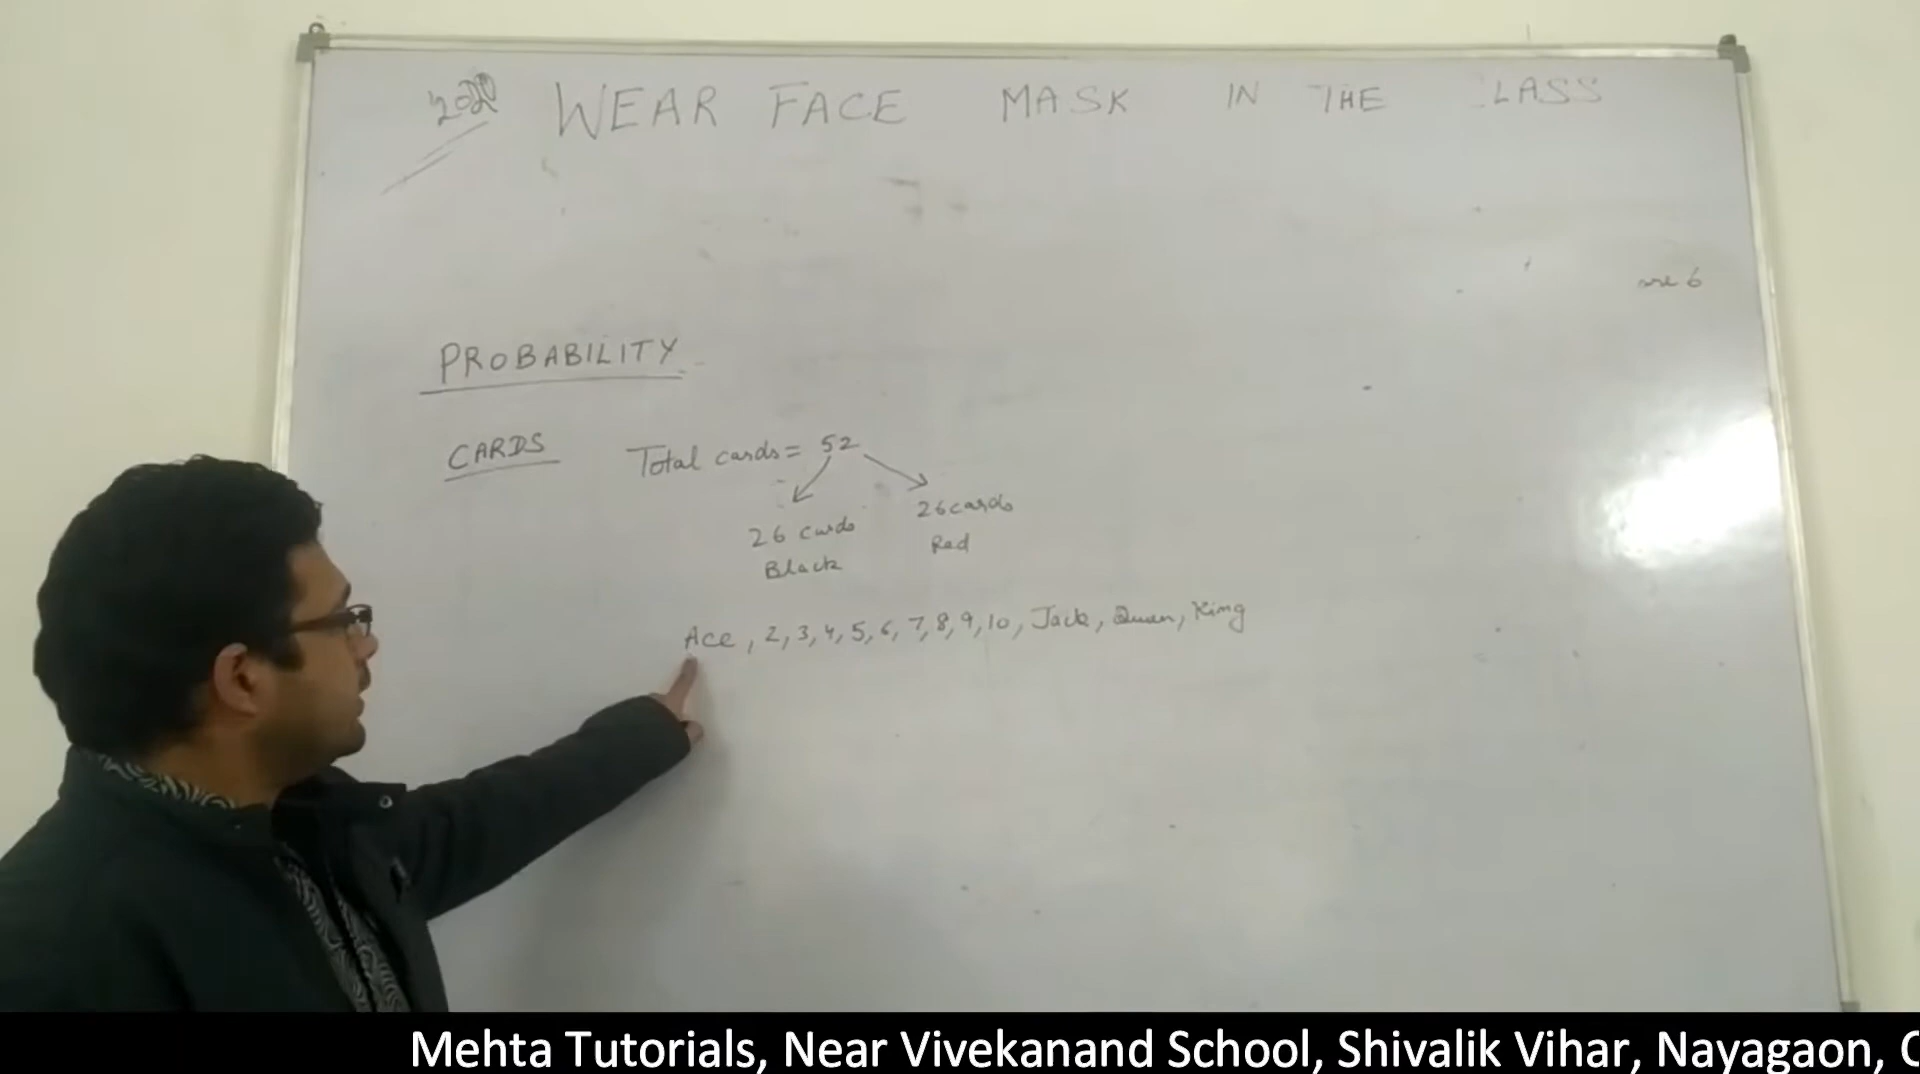 2020 WEAR FACE MASK IN THE CLASS
PROBABILITY
CARDS Total cards = 52
26 cards 26 cards
Black Red
Ace, 2, 3, 4, 5, 6, 7, 8, 9, 10, Jack, Queen, King
Mehta Tutorials, Near Vivekanand School, Shivalik Vihar, Nayagaon, C